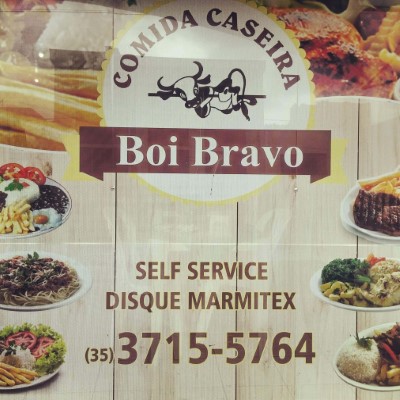 COMIDA CASEIRA
Boi Bravo
SELF SERVICE
DISQUE MARMITEX
(35) 3715-5764